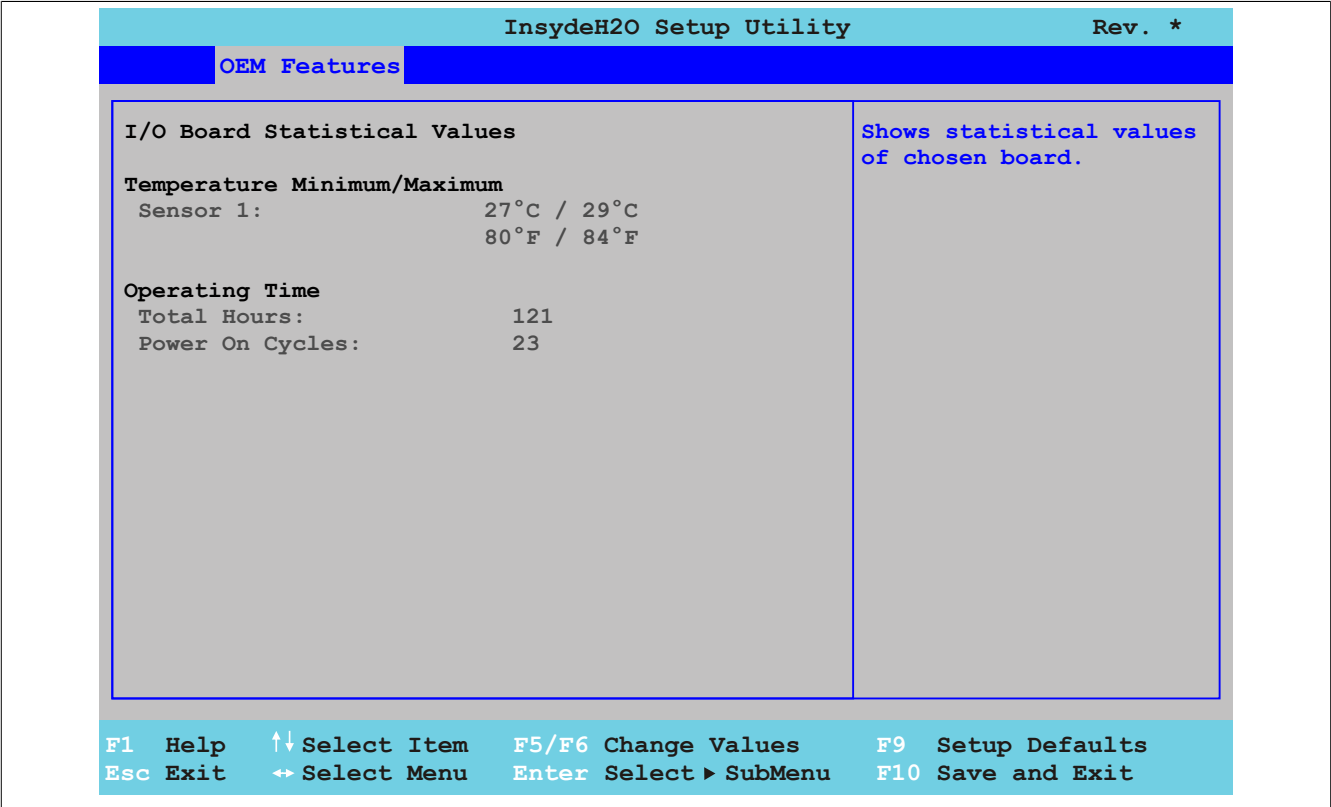 InsydeH2O Setup Utility Rev. *
OEM Features
I/O Board Statistical Values
Temperature Minimum/Maximum
Sensor 1: 27°C / 29°C
80°F / 84°F
Operating Time
Total Hours: 121
Power On Cycles: 23
Shows statistical values
of chosen board.
F1 Help ↑↓ Select Item F5/F6 Change Values F9 Setup Defaults
Esc Exit ↔ Select Menu Enter Select ▶ SubMenu F10 Save and Exit